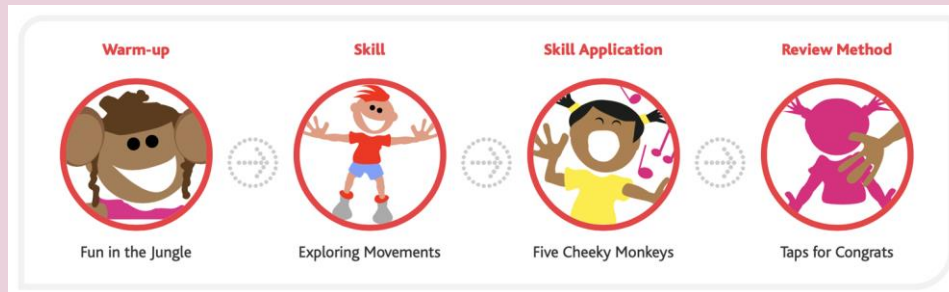 Warm-up
Skill
Skill Application
Review Method
Fun in the Jungle
Exploring Movements
Five Cheeky Monkeys
Taps for Congrats